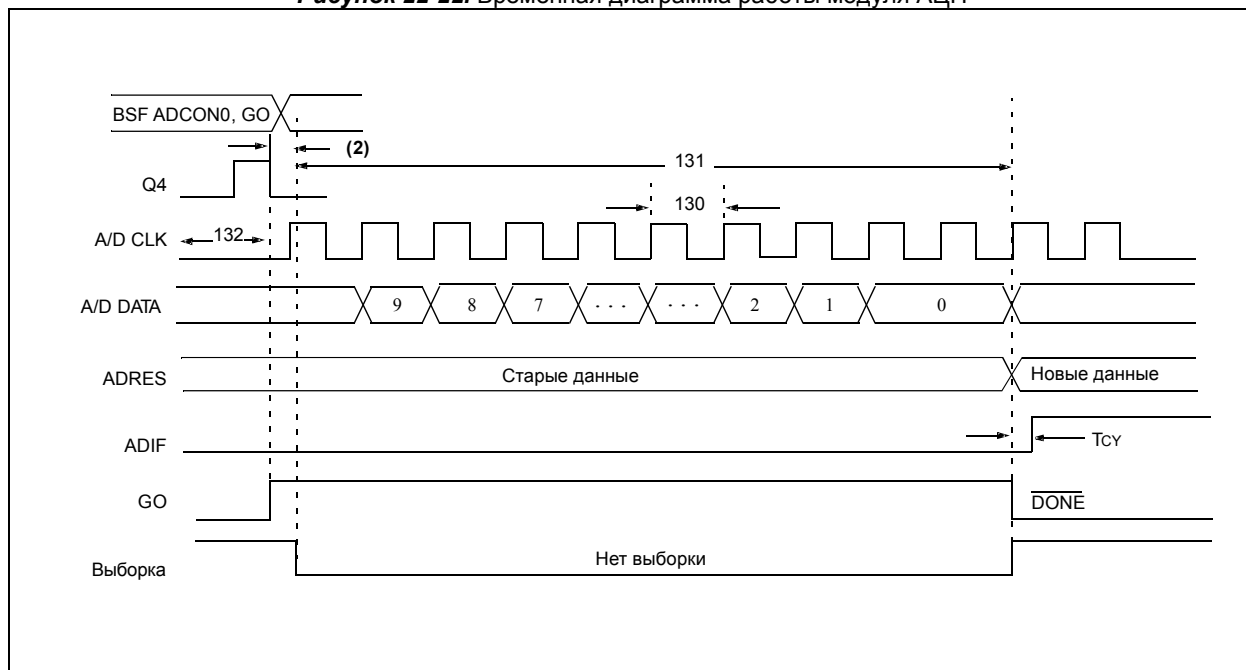 Рисунок 22-22. Временная диаграмма работы модуля АЦП
BSF ADCON0, GO
(2)
131
Q4
130
A/D CLK
132
A/D DATA
9 8 7 · · · · · · 2 1 0
ADRES
Старые данные
Новые данные
ADIF
TCY
GO
DONE
Выборка
Нет выборки